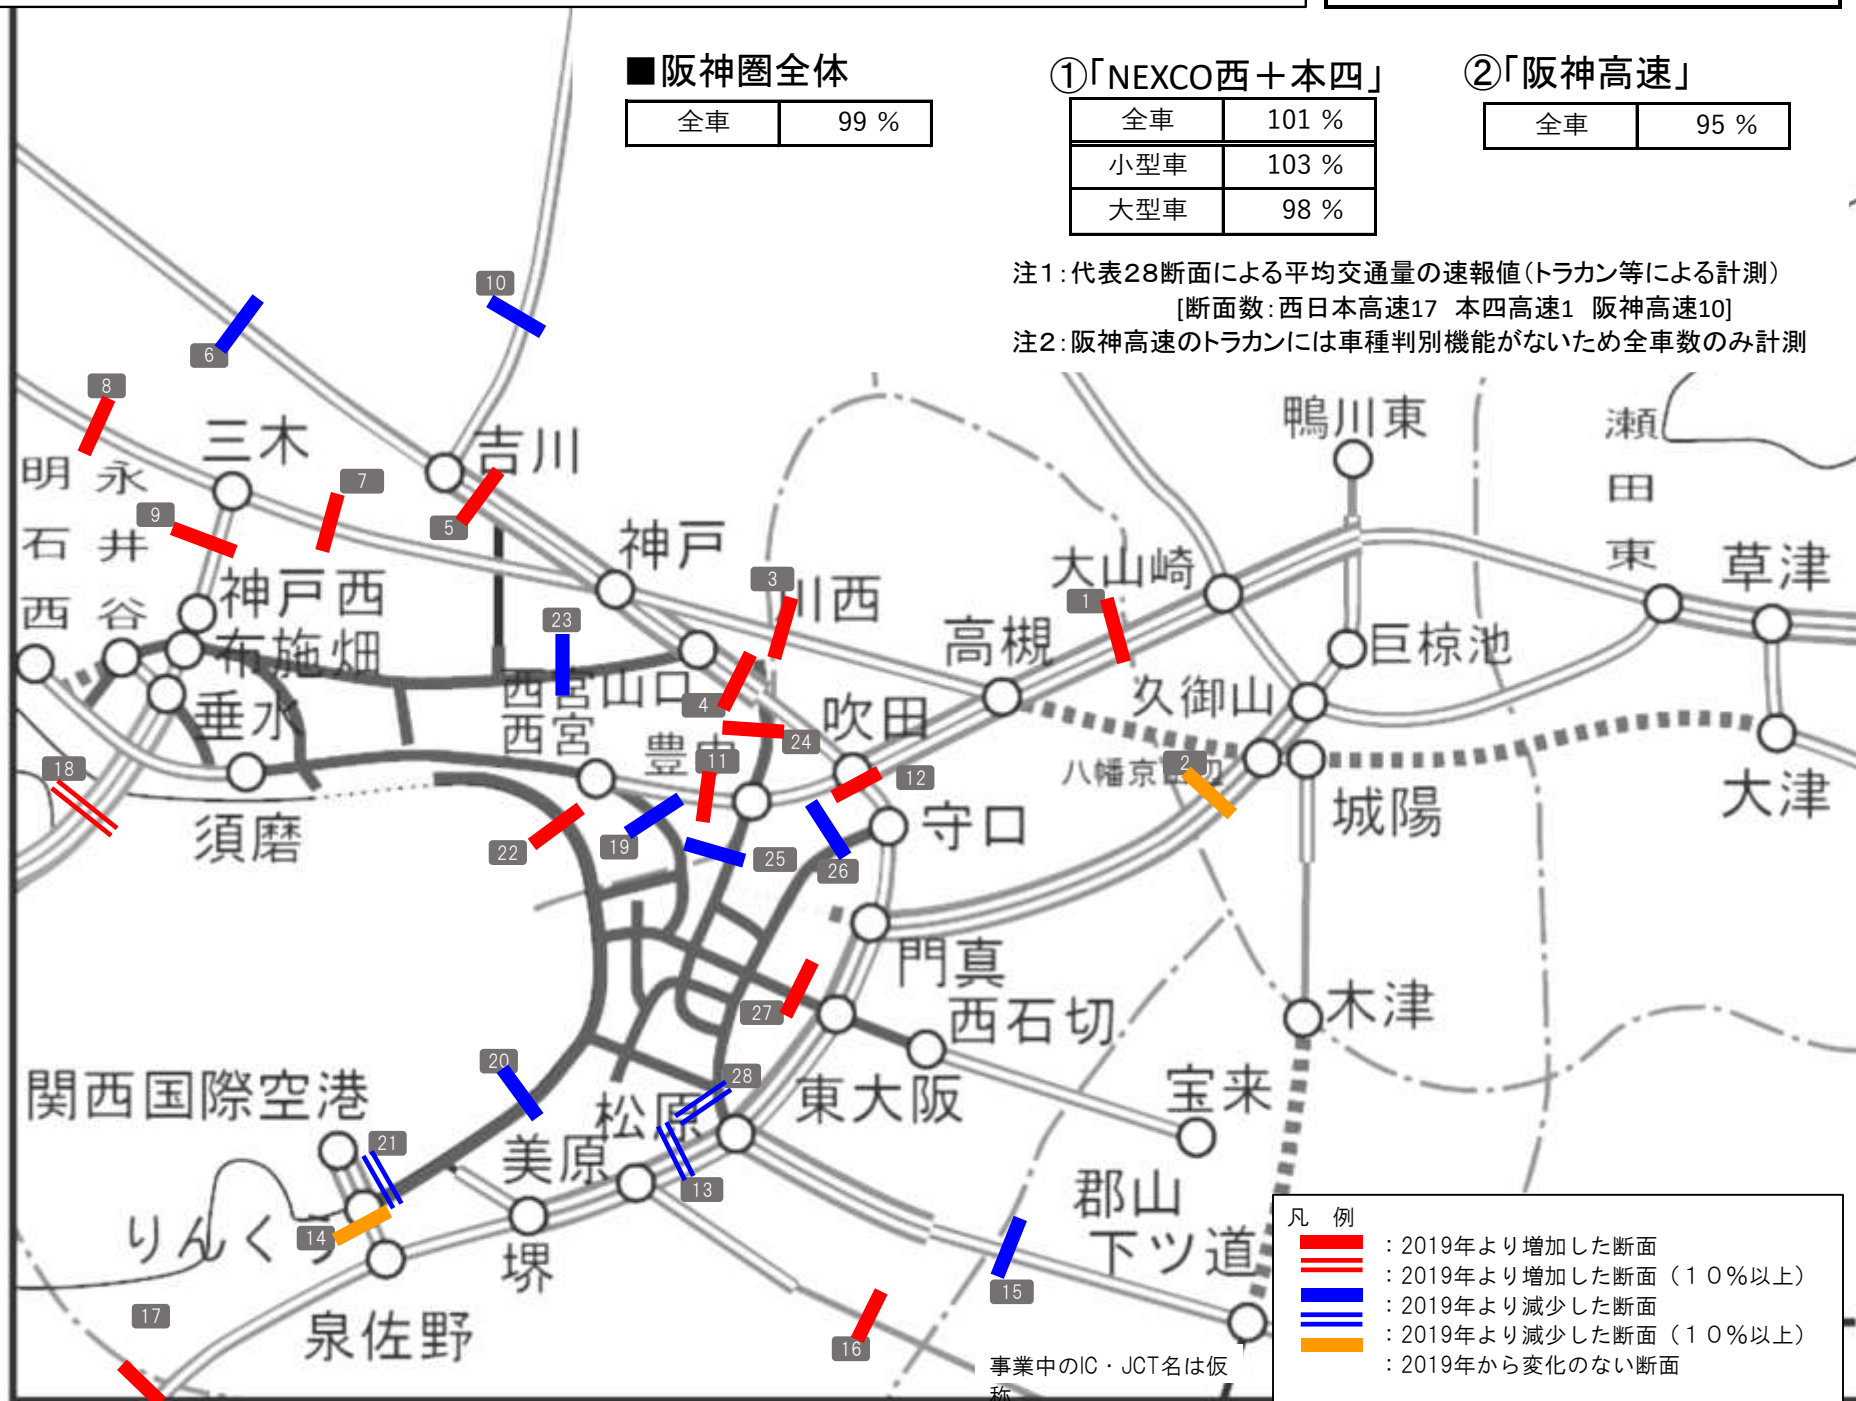 ■阪神圏全体
全車 99 %
①「NEXCO西＋本四」
全車 101 %
小型車 103 %
大型車 98 %
②「阪神高速」
全車 95 %
注１：代表２８断面による平均交通量の速報値（トラカン等による計測）
[断面数：西日本高速17 本四高速1 阪神高速10]
注２：阪神高速のトラカンには車種判別機能がないため全車数のみ計測
10
6
8
三木
吉川
鴨川東
瀬田東
明石西
永井谷
7
9
5
神戸
3
川西
大山崎
1
草津
神戸西
布施畑
23
高槻
巨椋池
西宮山口
西宮
4
久御山
垂水
吹田
24
豊中
11
18
12
八幡京田辺
2
大津
須磨
城陽
守口
22
19
25
26
門真
西石切
27
木津
関西国際空港
20
28
松原
東大阪
宝来
21
美原
13
郡山
下ツ道
りんくう
14
堺
15
17
泉佐野
16
事業中のIC・JCT名は仮
称
凡 例
：2019年より増加した断面
：2019年より増加した断面（１０％以上）
：2019年より減少した断面
：2019年より減少した断面（１０％以上）
：2019年から変化のない断面